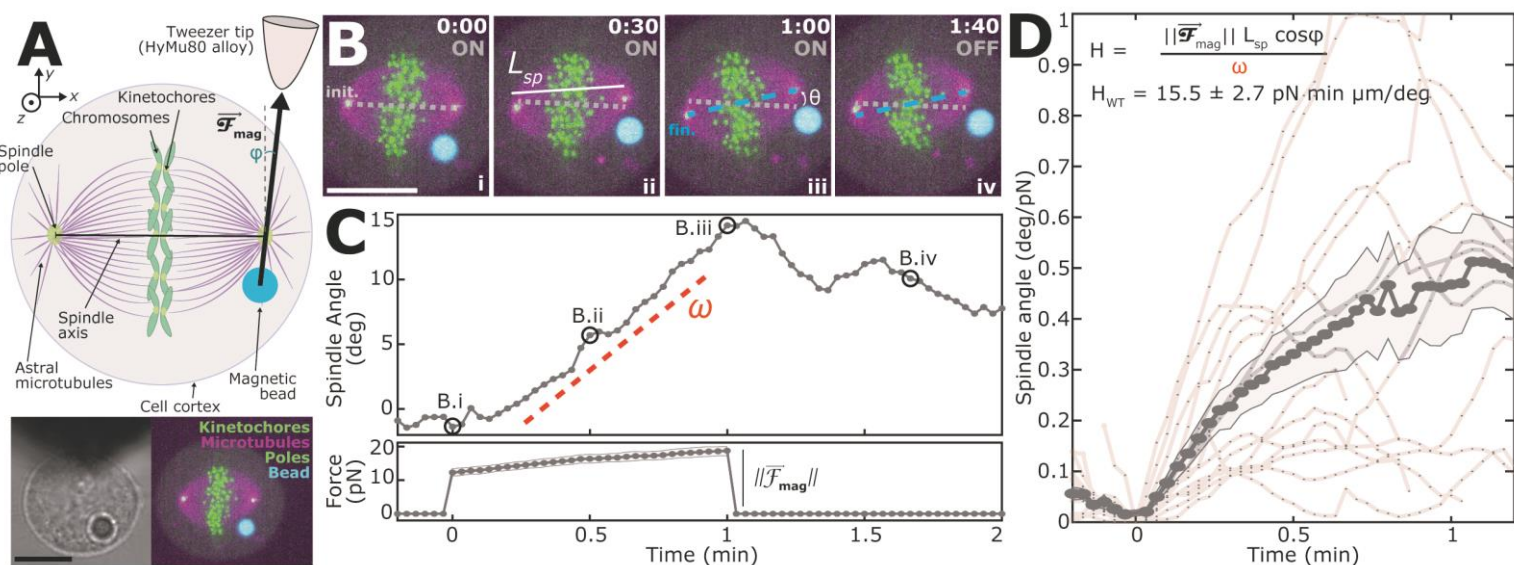 A
Tweezer tip
(HyMu80 alloy)
y
x
z
Kinetochores
Chromosomes
𝓕mag
φ
Spindle
pole
Spindle
axis
Astral
microtubules
Magnetic
bead
Cell cortex
Kinetochores
Microtubules
Poles
Bead
B
0:00
ON
init.
i
0:30
ON
Lsp
ii
1:00
ON
θ
fin.
iii
1:40
OFF
iv
C
Spindle Angle
(deg)
15
10
5
0
B.i
B.ii
B.iii
B.iv
ω
Force
(pN)
20
10
0
||𝓕mag||
0
0.5
1
1.5
2
Time (min)
D
H = ||𝓕mag|| Lsp cosφ / ω
HWT = 15.5 ± 2.7 pN min μm/deg
Spindle angle (deg/pN)
1
0.9
0.8
0.7
0.6
0.5
0.4
0.3
0.2
0.1
0
0
0.5
1
Time (min)